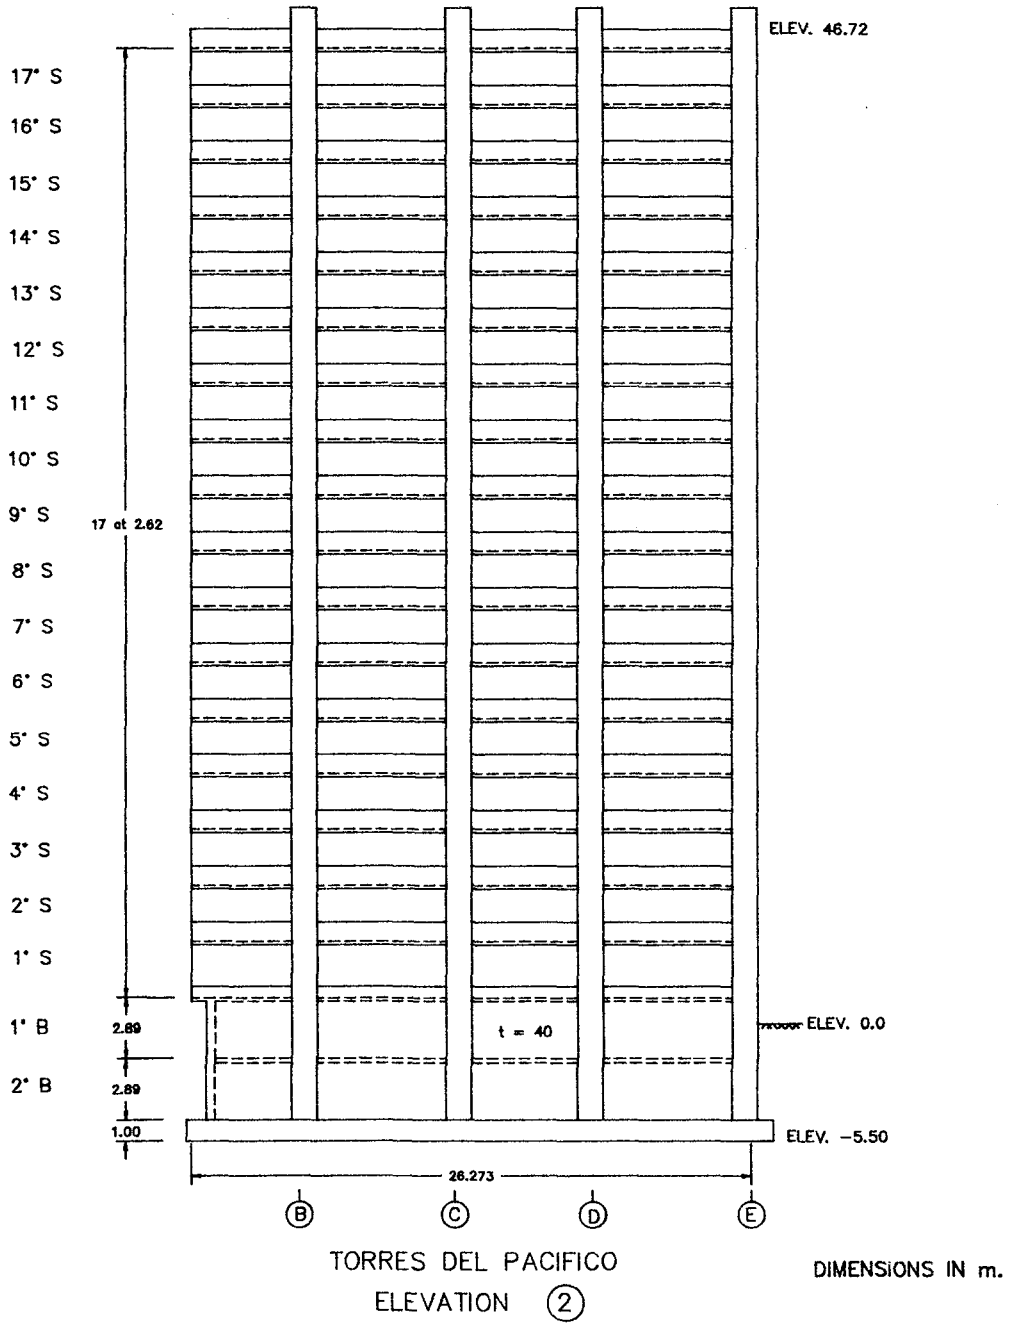 ELEV. 46.72
17° S
16° S
15° S
14° S
13° S
12° S
11° S
10° S
9° S
17 at 2.62
8° S
7° S
6° S
5° S
4° S
3° S
2° S
1° S
1° B
2.89
t = 40
ELEV. 0.0
2° B
2.89
1.00
ELEV. -5.50
26.273
B C D E
TORRES DEL PACIFICO
ELEVATION 2
DIMENSIONS IN m.